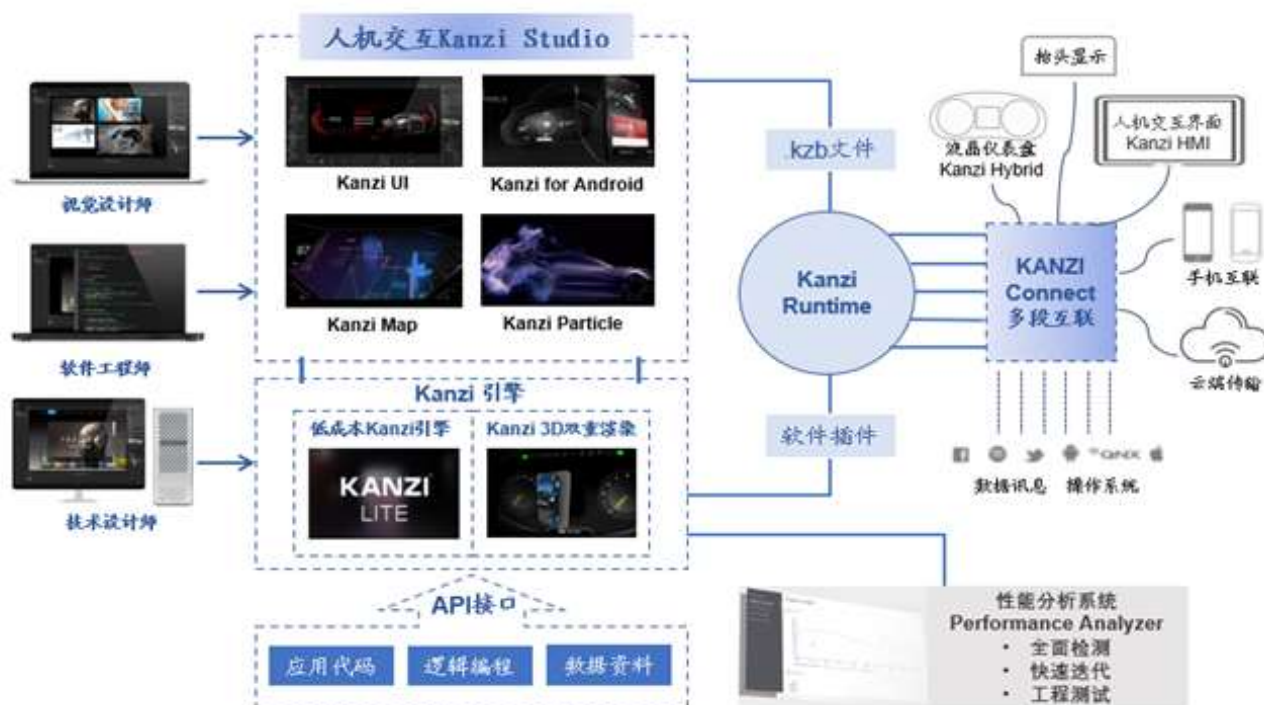 人机交互Kanzi Studio
Kanzi UI
Kanzi for Android
Kanzi Map
Kanzi Particle
视觉设计师
软件工程师
技术设计师
Kanzi 引擎
低成本Kanzi引擎
Kanzi 3D双重渲染
KANZI
LITE
API接口
应用代码
逻辑编程
数据资料
.kzb文件
Kanzi
Runtime
软件插件
抬头显示
液晶仪表盘
Kanzi Hybrid
人机交互界面
Kanzi HMI
KANZI
Connect
多段互联
手机互联
云端传输
QNX
数据讯息
操作系统
性能分析系统
Performance Analyzer
• 全面检测
• 快速迭代
• 工程测试